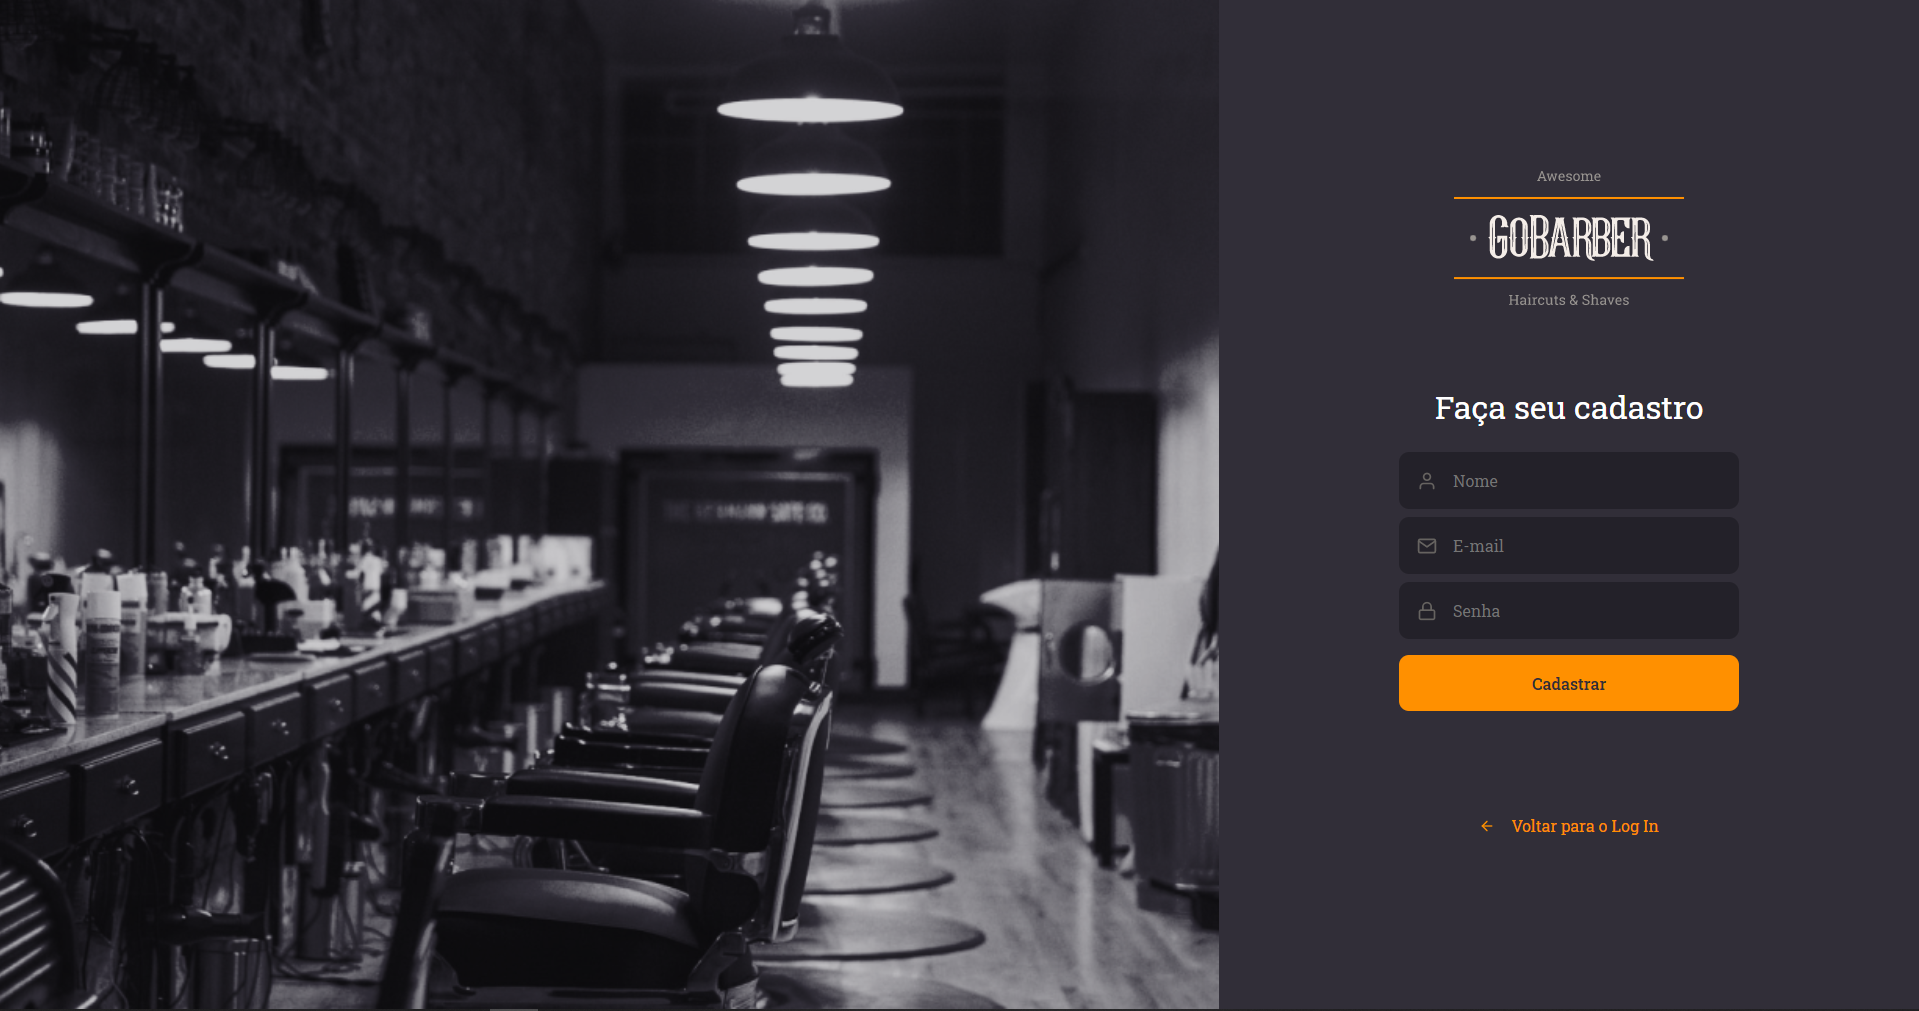 Awesome
GOBARBER
Haircuts & Shaves
Faça seu cadastro
Nome
E-mail
Senha
Cadastrar
Voltar para o Log In